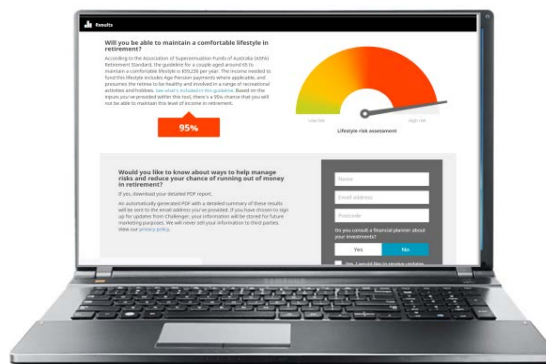 Results
Will you be able to maintain a comfortable lifestyle in
retirement?
According to the Association of Superannuation Funds of Australia (ASFA)
Retirement Standard, the guideline for a couple aged around 65 to
maintain a comfortable lifestyle is $59,226 per year. The income needed to
fund this lifestyle includes Age Pension payments where applicable, and
presumes the retiree to be healthy and involved in a range of recreational
activities and hobbies. See what's included in this guideline. Based on the
inputs you've provided within this tool, there's a 95% chance that you will
not be able to maintain this level of income in retirement.
95%
Low risk
High risk
Lifestyle risk assessment
Would you like to know about ways to help manage
risks and reduce your chance of running out of money
in retirement?
If yes, download your detailed PDF report.
An automatically generated PDF with a detailed summary of these results
will be sent to the email address you've provided. If you have chosen to sign
up for updates from Challenger, your information will be stored for future
marketing purposes. We will never sell your information to third parties.
View our privacy policy.
Name
Email address
Postcode
Do you consult a financial planner about
your investments?
Yes
No
Yes, I would like to receive updates
SAMSUNG